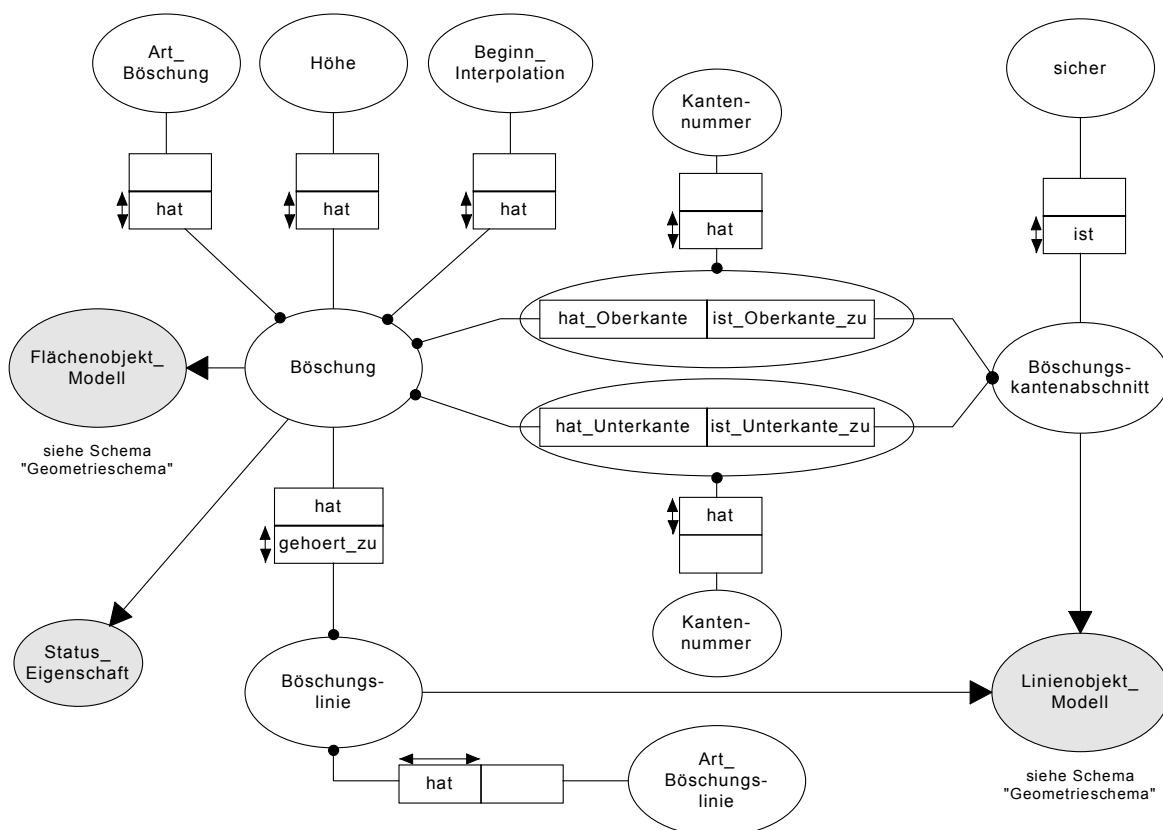 Art_
Böschung
Höhe
Beginn_
Interpolation
Kanten-
nummer
sicher
hat
hat
hat
hat
ist
hat_Oberkante
ist_Oberkante_zu
Flächenobjekt_
Modell
Böschung
Böschungs-
kantenabschnitt
hat_Unterkante
ist_Unterkante_zu
siehe Schema
"Geometrieschema"
hat
gehoert_zu
hat
Kanten-
nummer
Status_
Eigenschaft
Böschungs-
linie
Linienobjekt_
Modell
hat
Art_
Böschungs-
linie
siehe Schema
"Geometrieschema"